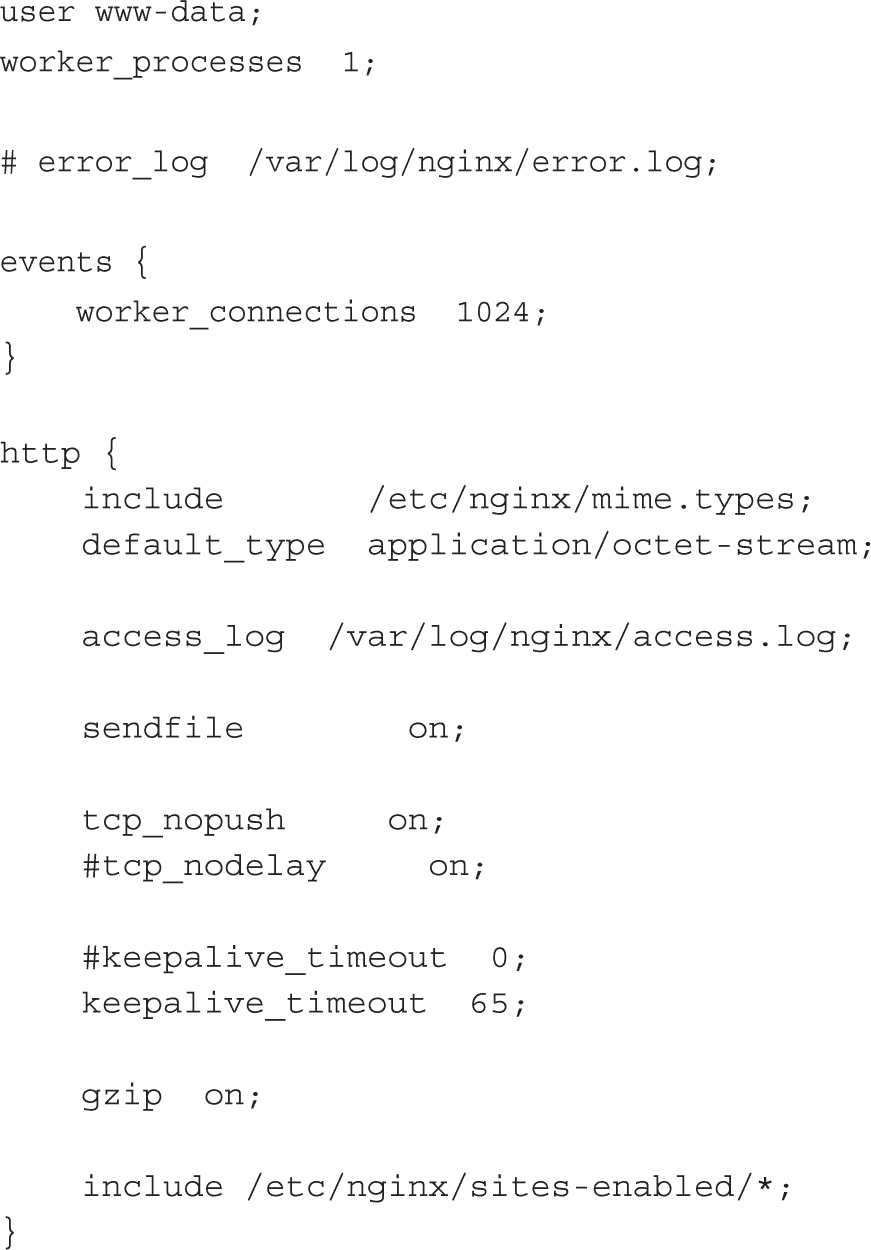 user www-data;
worker_processes  1;

# error_log  /var/log/nginx/error.log;

events {
    worker_connections  1024;
}

http {
    include       /etc/nginx/mime.types;
    default_type  application/octet-stream;

    access_log  /var/log/nginx/access.log;

    sendfile        on;

    tcp_nopush     on;
    #tcp_nodelay     on;

    #keepalive_timeout  0;
    keepalive_timeout  65;

    gzip  on;

    include /etc/nginx/sites-enabled/*;
}